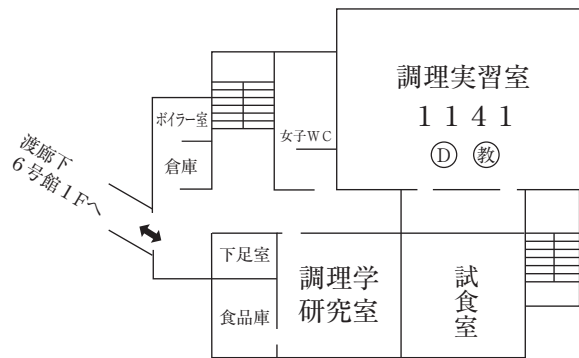 調理実習室
1141
Ⓓ ㊩教
ボイラー室
女子WC
倉庫
渡廊下
6号館1Fへ
下足室
調理学
研究室
試食室
食品庫